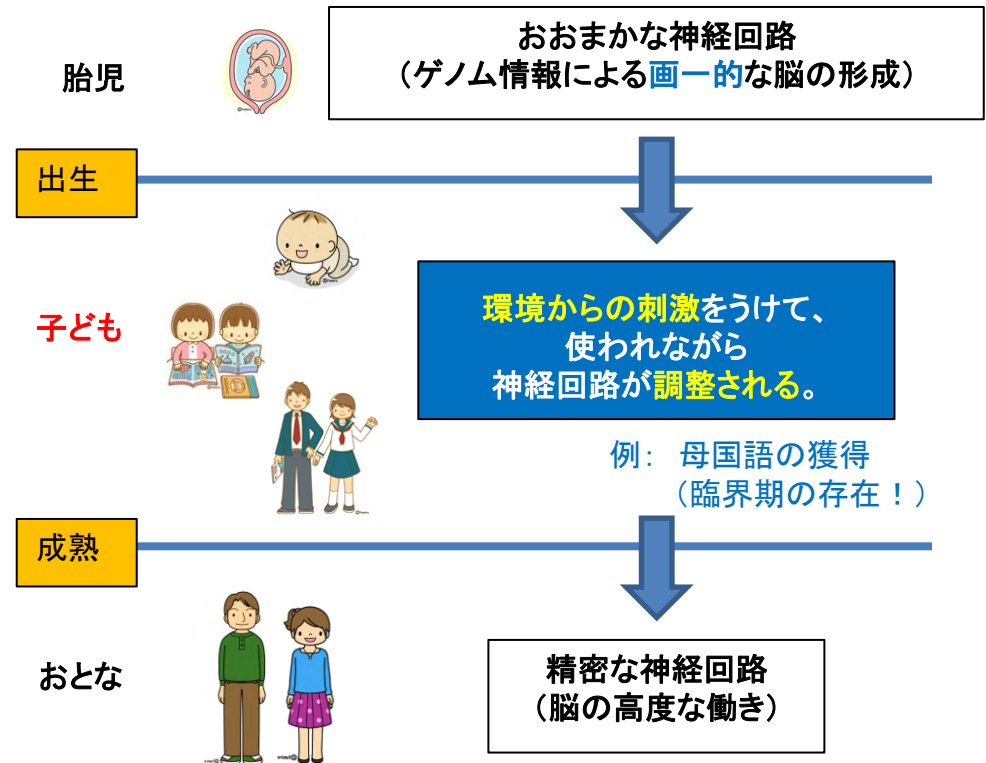 胎児
おおまかな神経回路
（ゲノム情報による画一的な脳の形成）
出生
子ども
環境からの刺激をうけて、
使われながら
神経回路が調整される。
例： 母国語の獲得
（臨界期の存在！）
成熟
おとな
精密な神経回路
（脳の高度な働き）